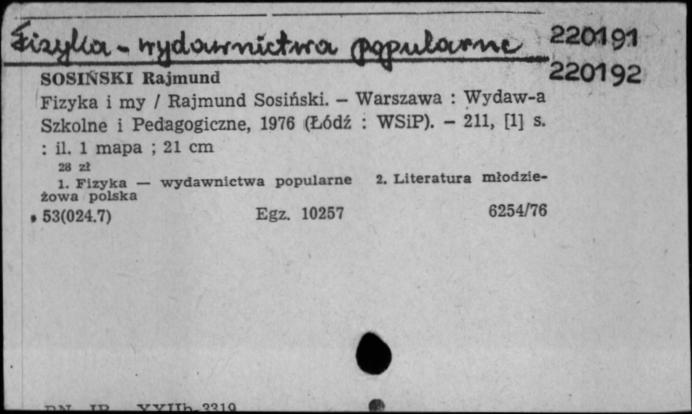 Fizyka - wydawnictwa popularne 220191
220192
SOSIŃSKI Rajmund
Fizyka i my / Rajmund Sosiński. – Warszawa : Wydaw-a
Szkolne i Pedagogiczne, 1976 (Łódź : WSiP). – 211, [1] s.
: il. 1 mapa ; 21 cm
28 zł
1. Fizyka — wydawnictwa popularne 2. Literatura młodzie-
żowa polska
53(024.7) Egz. 10257 6254/76